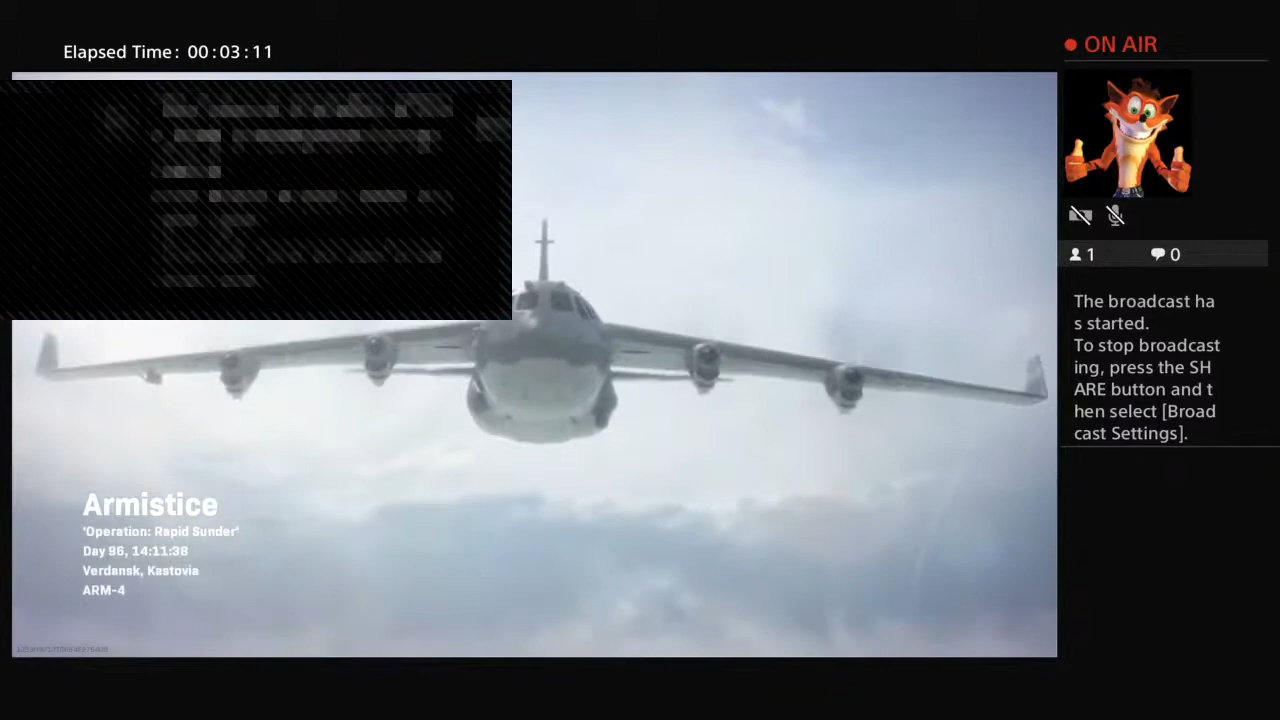 Elapsed Time: 00:03:11
ON AIR
1
0
The broadcast ha
s started.
To stop broadcast
ing, press the SH
ARE button and t
hen select [Broad
cast Settings].
Armistice
'Operation: Rapid Sunder'
Day 96, 14:11:38
Verdansk, Kastovia
ARM-4